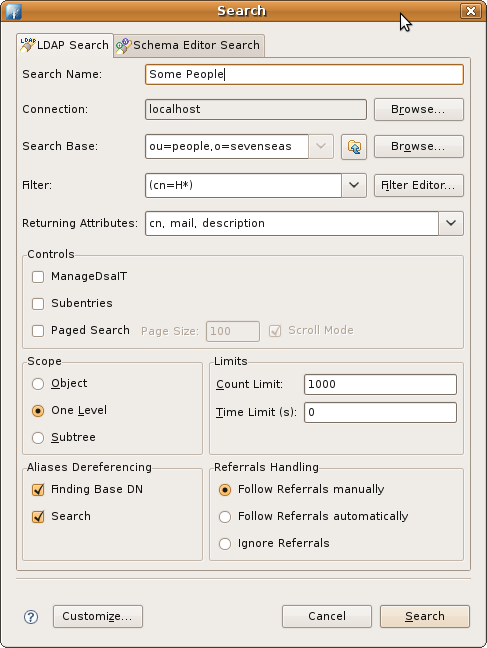 Search
LDAP Search
Schema Editor Search
Search Name: Some People
Connection: localhost Browse...
Search Base: ou=people,o=sevenseas Browse...
Filter: (cn=H*) Filter Editor...
Returning Attributes: cn, mail, description
Controls
ManageDsaIT
Subentries
Paged Search Page Size: 100 Scroll Mode
Scope
Object
One Level
Subtree
Limits
Count Limit: 1000
Time Limit (s): 0
Aliases Dereferencing
Finding Base DN
Search
Referrals Handling
Follow Referrals manually
Follow Referrals automatically
Ignore Referrals
? Customize... Cancel Search